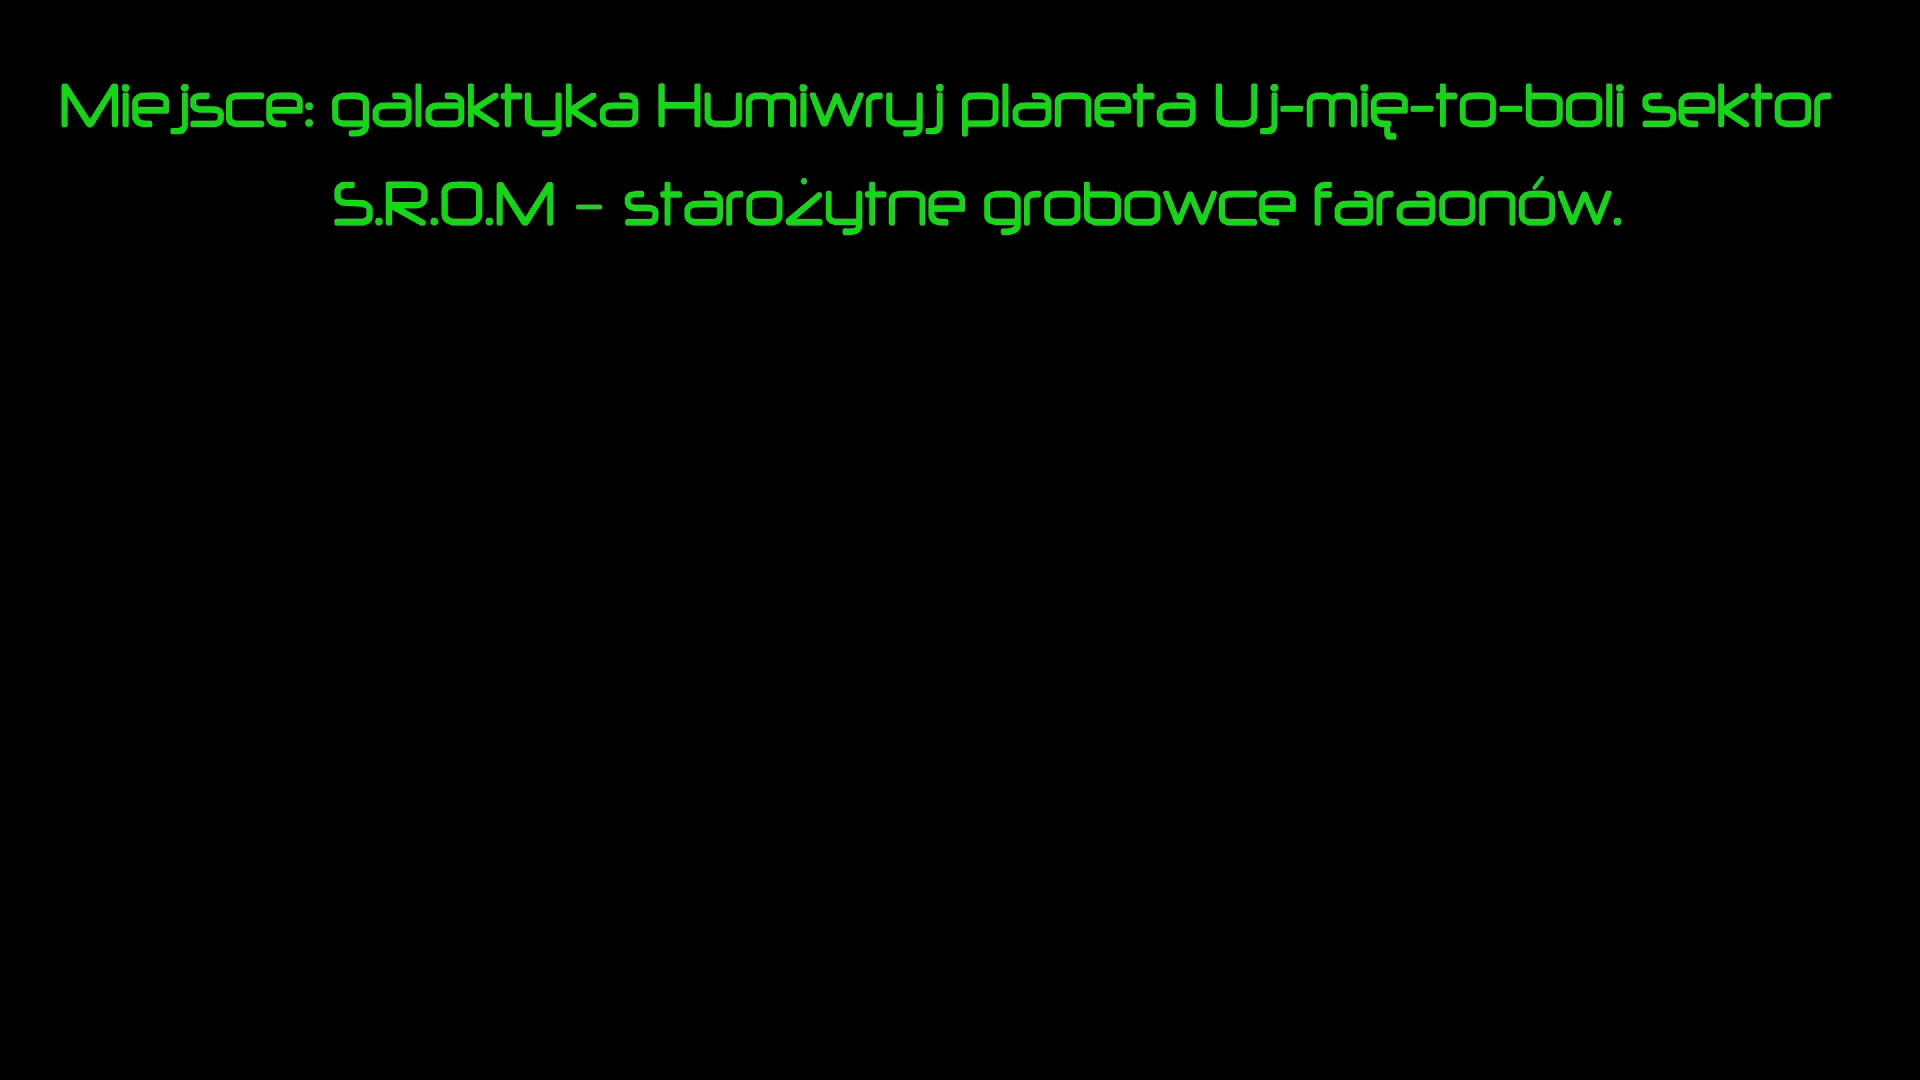 Miejsce: galaktyka Humiwryj planeta Uj-mię-to-boli sektor
S.R.O.M - starożytne grobowce faraonów.